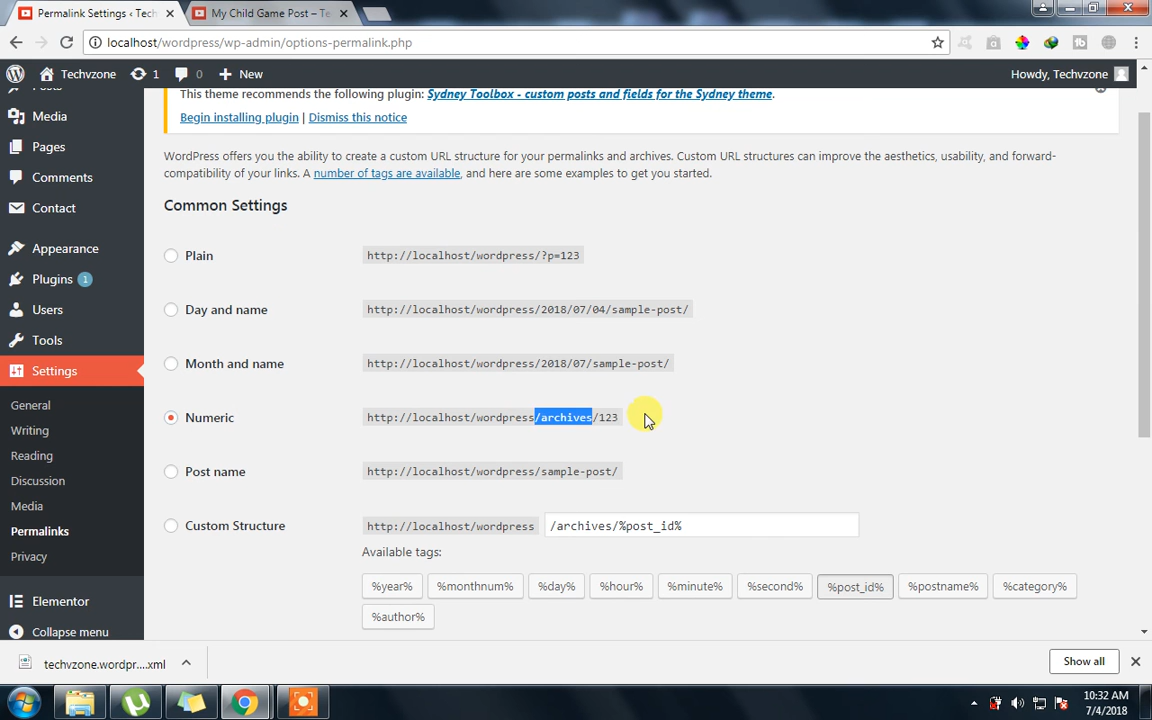 Permalink Settings ‹ Tech
My Child Game Post – Te
localhost/wordpress/wp-admin/options-permalink.php
Techvzone 1 0 New
Howdy, Techvzone
Posts
Media
Pages
Comments
Contact
Appearance
Plugins 1
Users
Tools
Settings
General
Writing
Reading
Discussion
Media
Permalinks
Privacy
Elementor
Collapse menu
This theme recommends the following plugin: Sydney Toolbox - custom posts and fields for the Sydney theme.
Begin installing plugin | Dismiss this notice
WordPress offers you the ability to create a custom URL structure for your permalinks and archives. Custom URL structures can improve the aesthetics, usability, and forward-
compatibility of your links. A number of tags are available, and here are some examples to get you started.
Common Settings
Plain http://localhost/wordpress/?p=123
Day and name http://localhost/wordpress/2018/07/04/sample-post/
Month and name http://localhost/wordpress/2018/07/sample-post/
Numeric http://localhost/wordpress/archives/123
Post name http://localhost/wordpress/sample-post/
Custom Structure http://localhost/wordpress /archives/%post_id%
Available tags:
%year% %monthnum% %day% %hour% %minute% %second% %post_id% %postname% %category%
%author%
techvzone.wordpr....xml
Show all
10:32 AM
7/4/2018